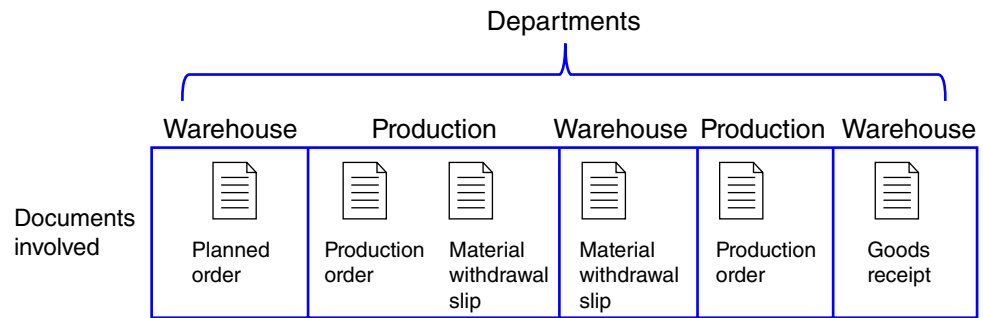 Departments
Warehouse Production Warehouse Production Warehouse
Documents
involved
Planned
order
Production
order
Material
withdrawal
slip
Material
withdrawal
slip
Production
order
Goods
receipt